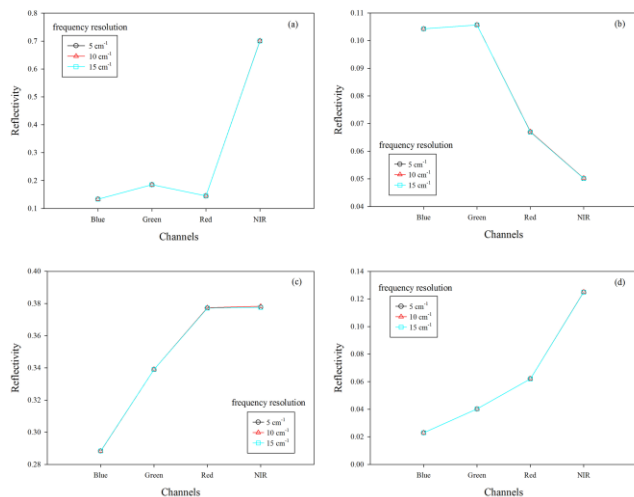 (a)
frequency resolution
5 cm⁻¹
10 cm⁻¹
15 cm⁻¹
0.8
0.7
0.6
0.5
0.4
0.3
0.2
0.1
Reflectivity
Blue Green Red NIR
Channels
(b)
0.11
0.10
0.09
0.08
0.07
0.06
0.05
0.04
Reflectivity
frequency resolution
5 cm⁻¹
10 cm⁻¹
15 cm⁻¹
Blue Green Red NIR
Channels
(c)
0.40
0.38
0.36
0.34
0.32
0.30
0.28
Reflectivity
frequency resolution
5 cm⁻¹
10 cm⁻¹
15 cm⁻¹
Blue Green Red NIR
Channels
(d)
frequency resolution
5 cm⁻¹
10 cm⁻¹
15 cm⁻¹
0.14
0.12
0.10
0.08
0.06
0.04
0.02
0.00
Reflectivity
Blue Green Red NIR
Channels